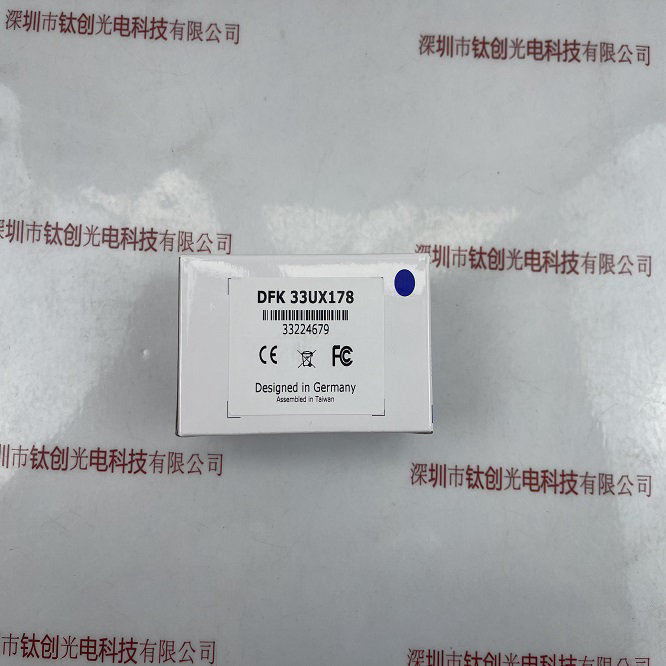 深圳市钛创光电科技有限公司
深圳市钛创光电科技有限公司
深圳市钛创光电科技有限公司
深圳市钛创光电科技有限公司
DFK 33UX178
33224679
CE FC
Designed in Germany
Assembled in Taiwan
圳市钛创光电科技有限公司
深圳市钛创光电科技有限公司
市钛创光电科技有限公司
深圳市钛创光电科技有限公司